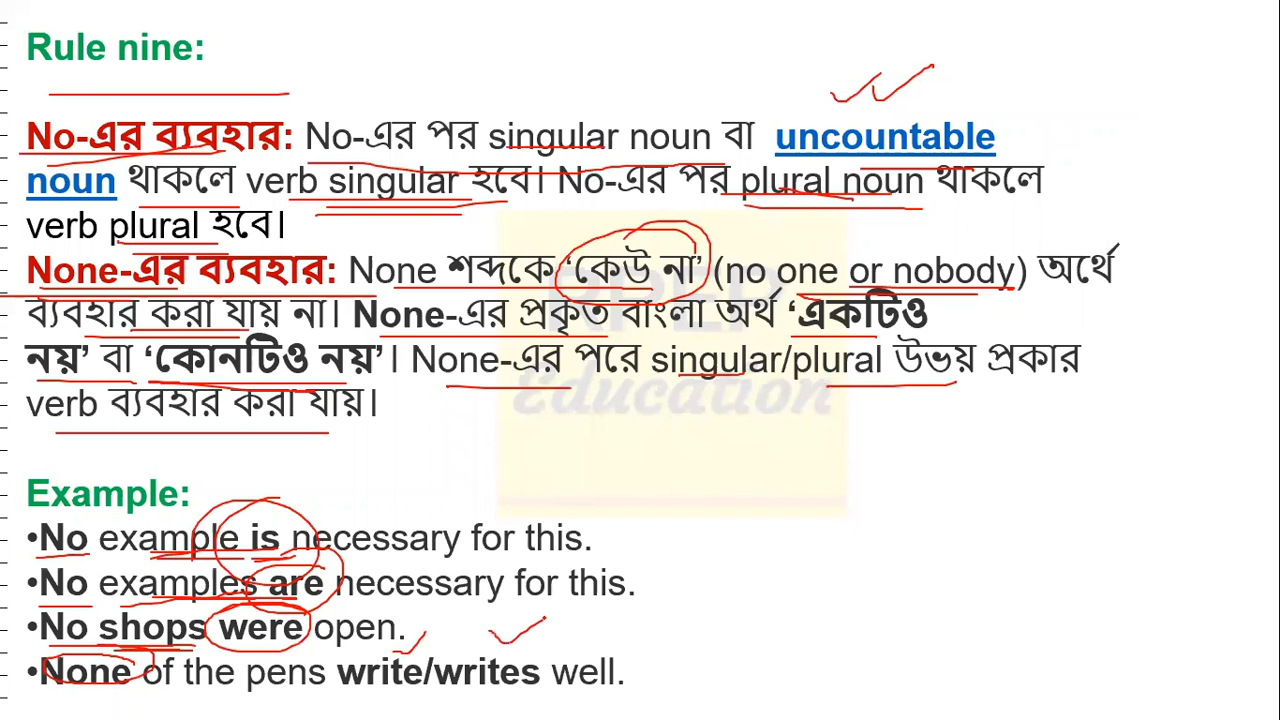 Rule nine:
No-এর ব্যবহার: No-এর পর singular noun বা uncountable
noun থাকলে verb singular হবে। No-এর পর plural noun থাকলে
verb plural হবে।
None-এর ব্যবহার: None শব্দকে ‘কেউ না’ (no one or nobody) অর্থে
ব্যবহার করা যায় না। None-এর প্রকৃত বাংলা অর্থ ‘একটিও
নয়’ বা ‘কোনটিও নয়’। None-এর পরে singular/plural উভয় প্রকার
verb ব্যবহার করা যায়।
Education
Example:
•No example is necessary for this.
•No examples are necessary for this.
•No shops were open.
•None of the pens write/writes well.